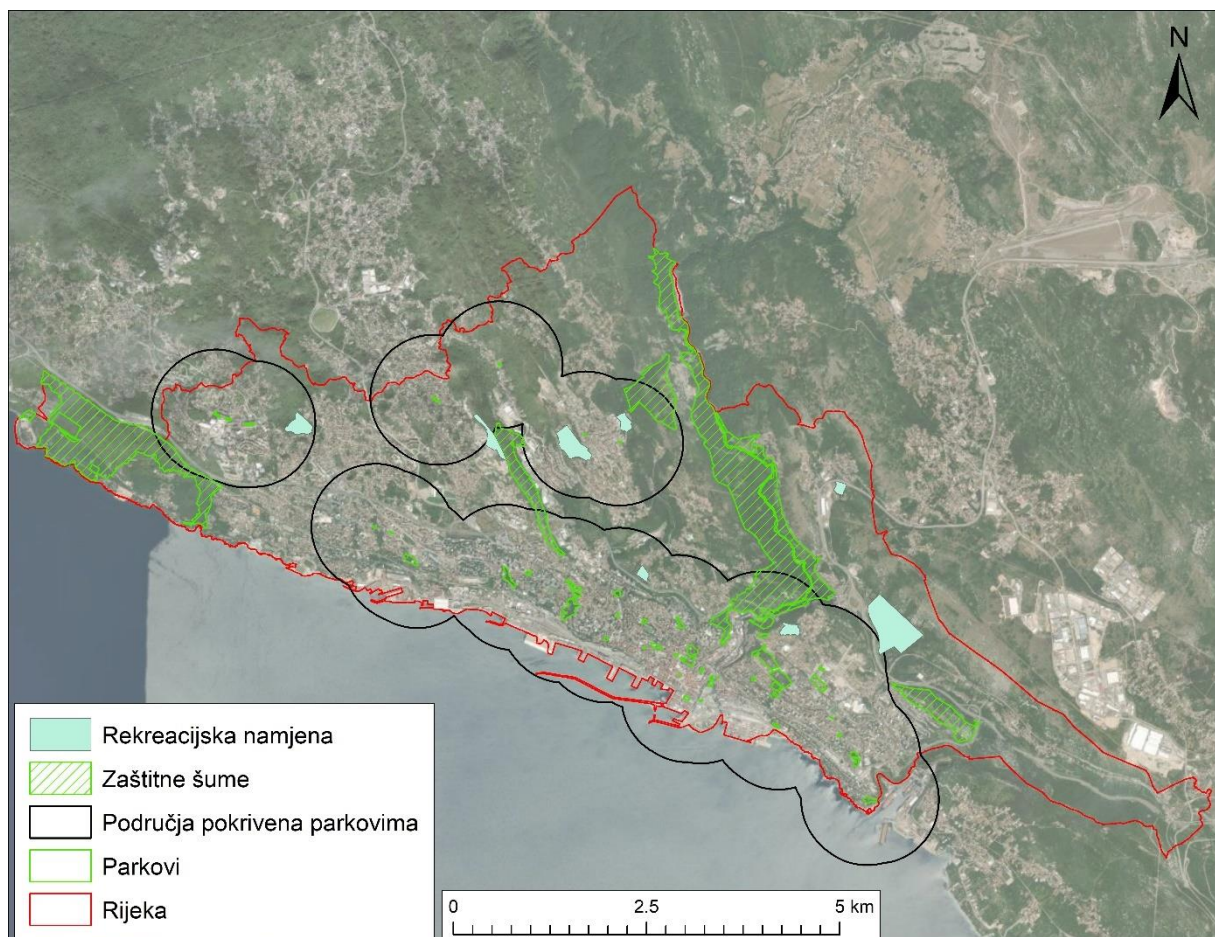 N
Rekreacijska namjena
Zaštitne šume
Područja pokrivena parkovima
Parkovi
Rijeka
0 2.5 5 km